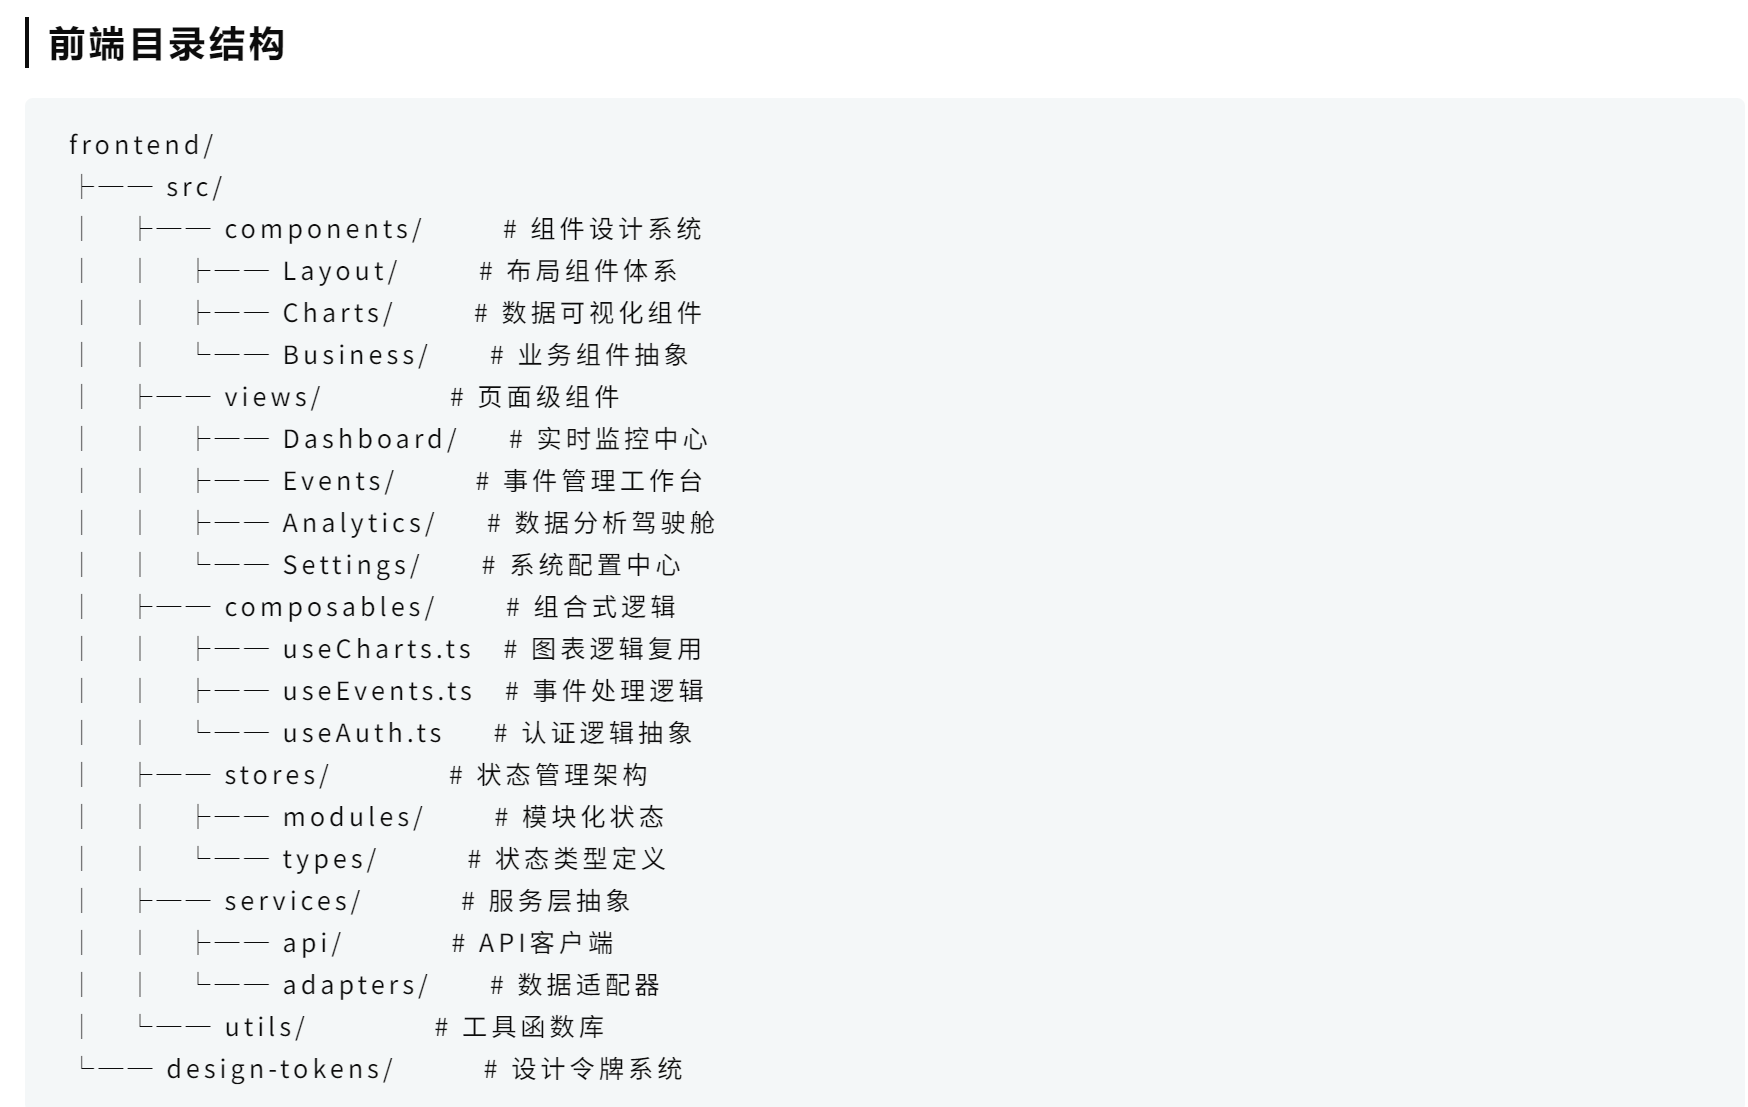 前端目录结构
frontend/
├── src/
│   ├── components/      # 组件设计系统
│   │   ├── Layout/      # 布局组件体系
│   │   ├── Charts/      # 数据可视化组件
│   │   └── Business/    # 业务组件抽象
│   ├── views/          # 页面级组件
│   │   ├── Dashboard/   # 实时监控中心
│   │   ├── Events/      # 事件管理工作台
│   │   ├── Analytics/   # 数据分析驾驶舱
│   │   └── Settings/    # 系统配置中心
│   ├── composables/     # 组合式逻辑
│   │   ├── useCharts.ts  # 图表逻辑复用
│   │   ├── useEvents.ts  # 事件处理逻辑
│   │   └── useAuth.ts   # 认证逻辑抽象
│   ├── stores/         # 状态管理架构
│   │   ├── modules/     # 模块化状态
│   │   └── types/       # 状态类型定义
│   ├── services/       # 服务层抽象
│   │   ├── api/        # API客户端
│   │   └── adapters/    # 数据适配器
│   └── utils/          # 工具函数库
└── design-tokens/      # 设计令牌系统